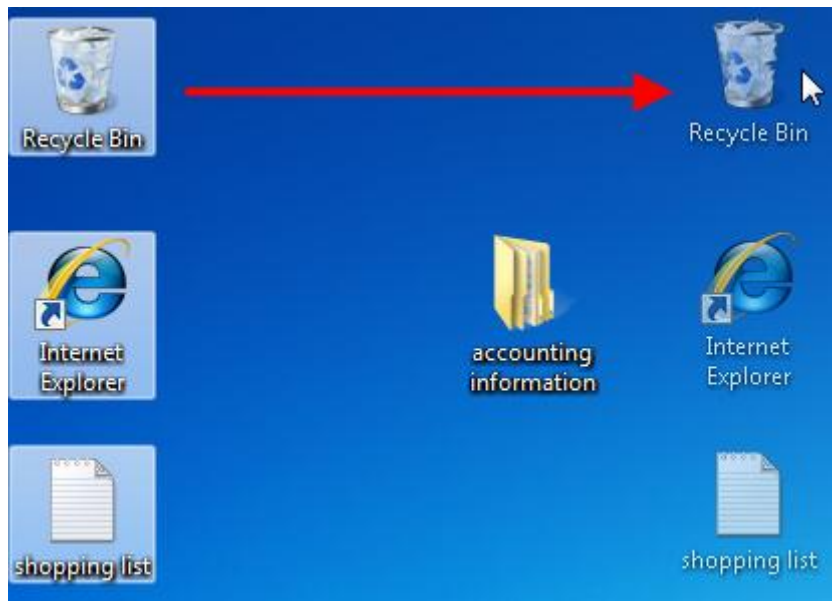 Recycle Bin
Recycle Bin
Internet
Explorer
accounting
information
Internet
Explorer
shopping list
shopping list